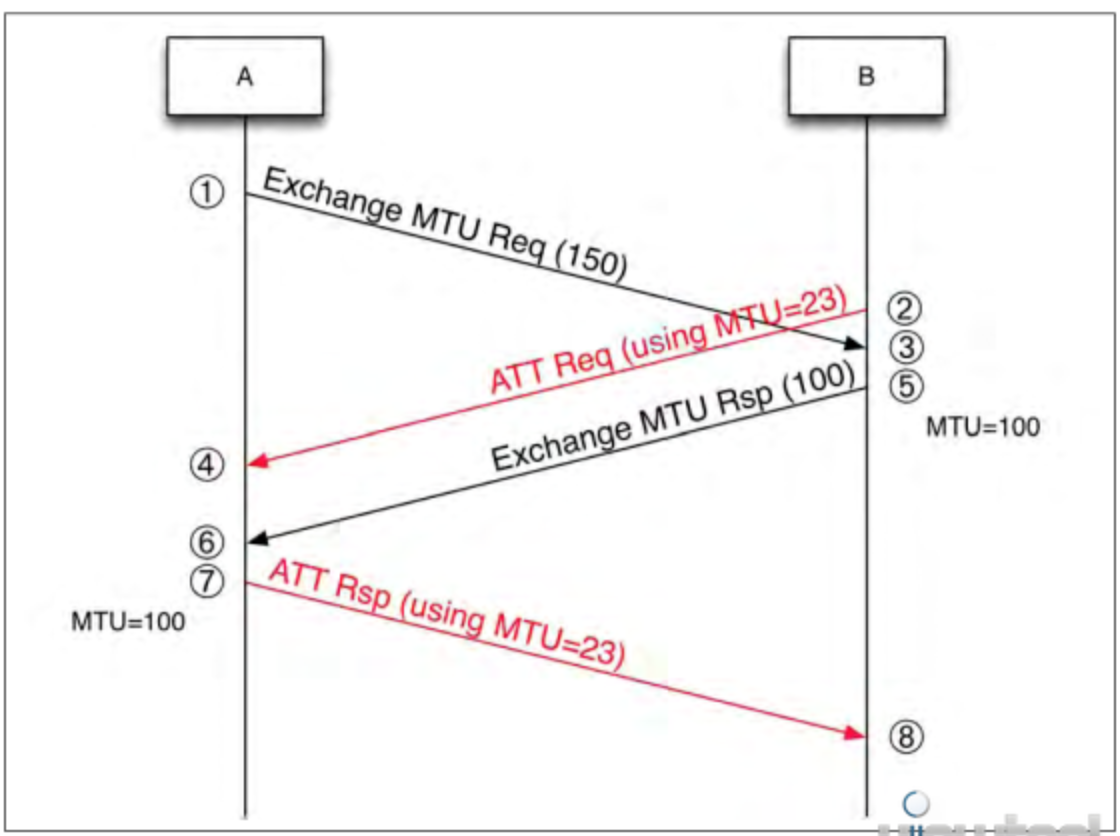 A
B
① Exchange MTU Req (150)
ATT Req (using MTU=23) ②
③
Exchange MTU Rsp (100) ⑤
MTU=100
④
⑥
⑦ ATT Rsp (using MTU=23)
MTU=100
⑧